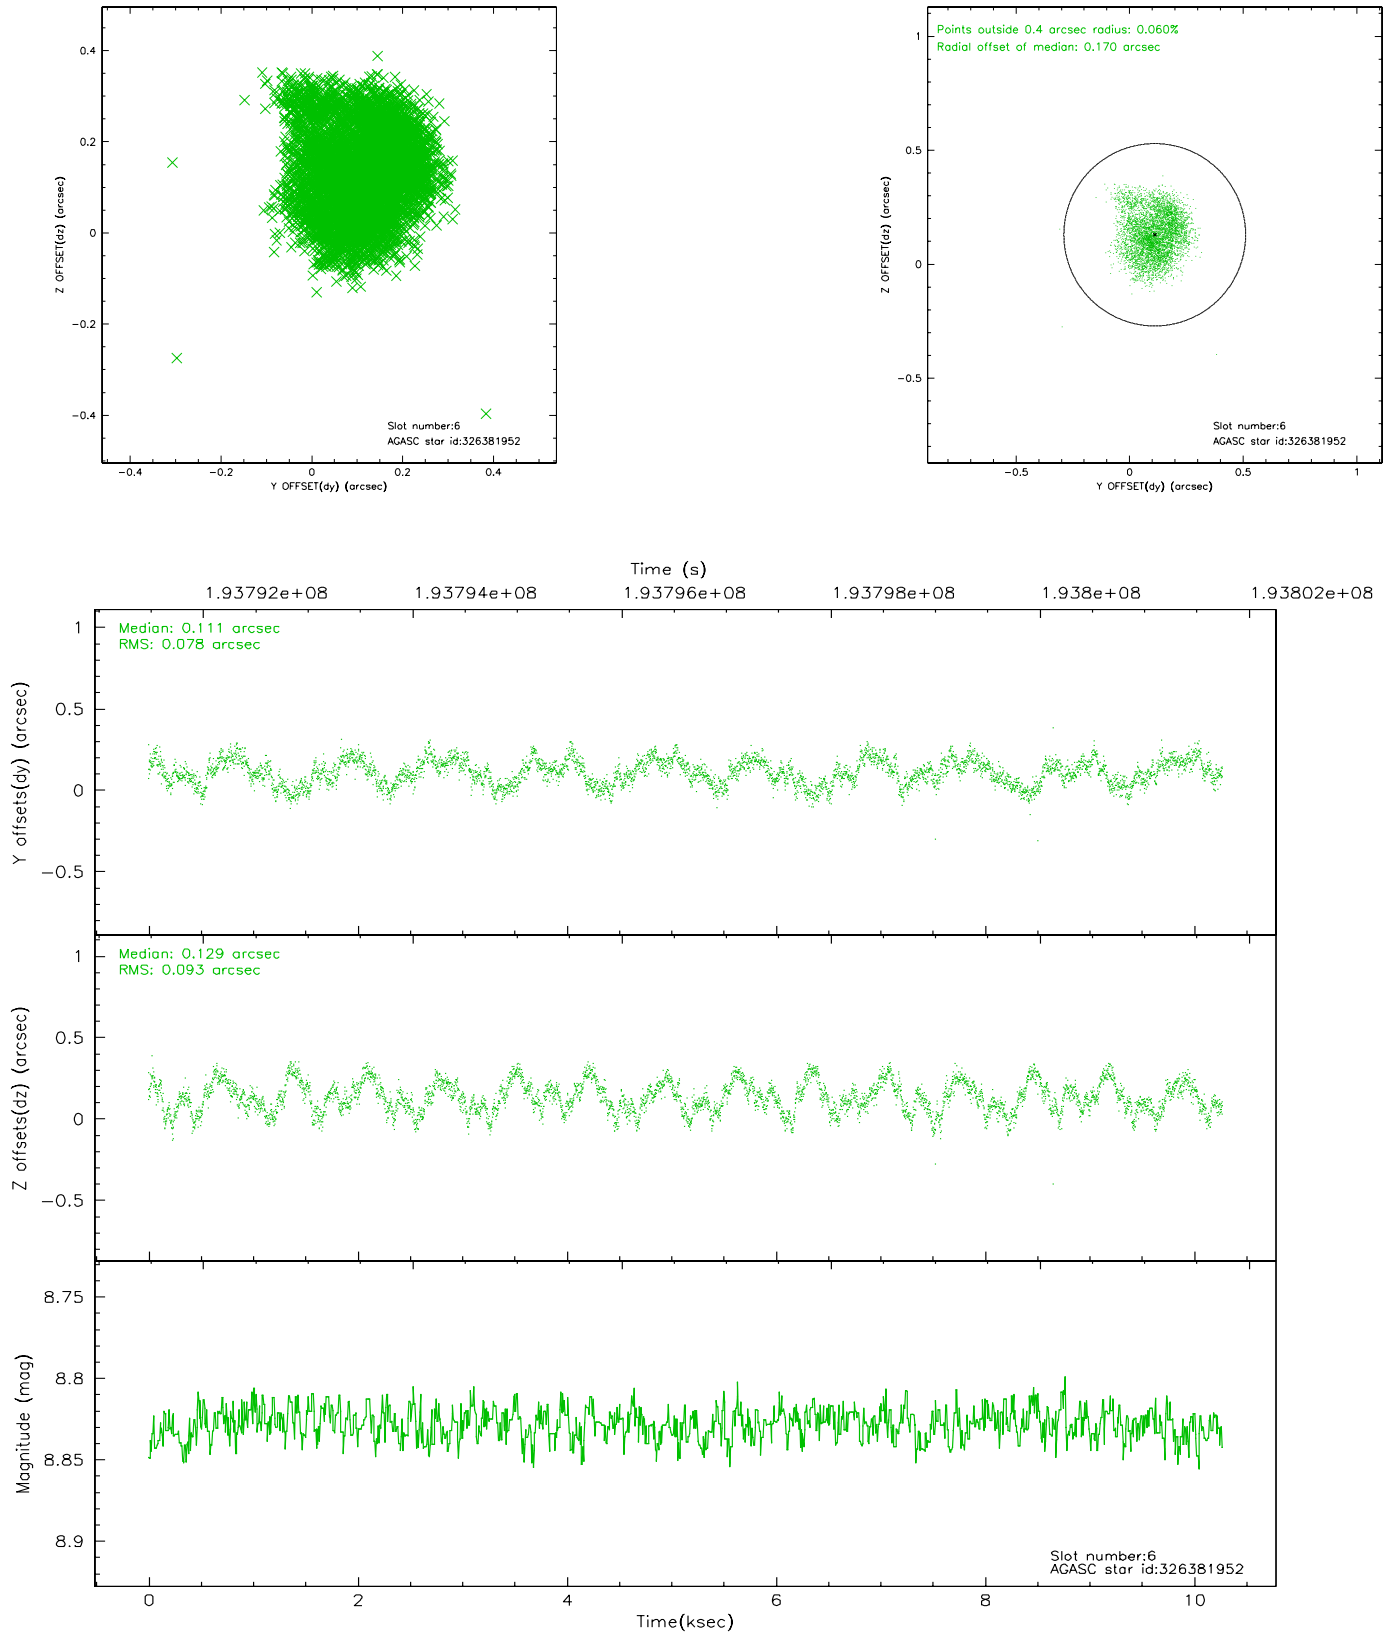 0.4
0.2
0
−0.2
−0.4
Z OFFSET(dz) (arcsec)
Slot number:6
AGASC star id:326381952
−0.4 −0.2 0 0.2 0.4
Y OFFSET(dy) (arcsec)
Points outside 0.4 arcsec radius: 0.060%
Radial offset of median: 0.170 arcsec
1
0.5
0
−0.5
Z OFFSET(dz) (arcsec)
Slot number:6
AGASC star id:326381952
−0.5 0 0.5 1
Y OFFSET(dy) (arcsec)
Time (s)
1.93792e+08 1.93794e+08 1.93796e+08 1.93798e+08 1.938e+08 1.93802e+08
Median: 0.111 arcsec
RMS: 0.078 arcsec
1
0.5
0
−0.5
Y offsets(dy) (arcsec)
Median: 0.129 arcsec
RMS: 0.093 arcsec
1
0.5
0
−0.5
Z offsets(dz) (arcsec)
8.75
8.8
8.85
8.9
Magnitude (mag)
Slot number:6
AGASC star id:326381952
0 2 4 6 8 10
Time(ksec)